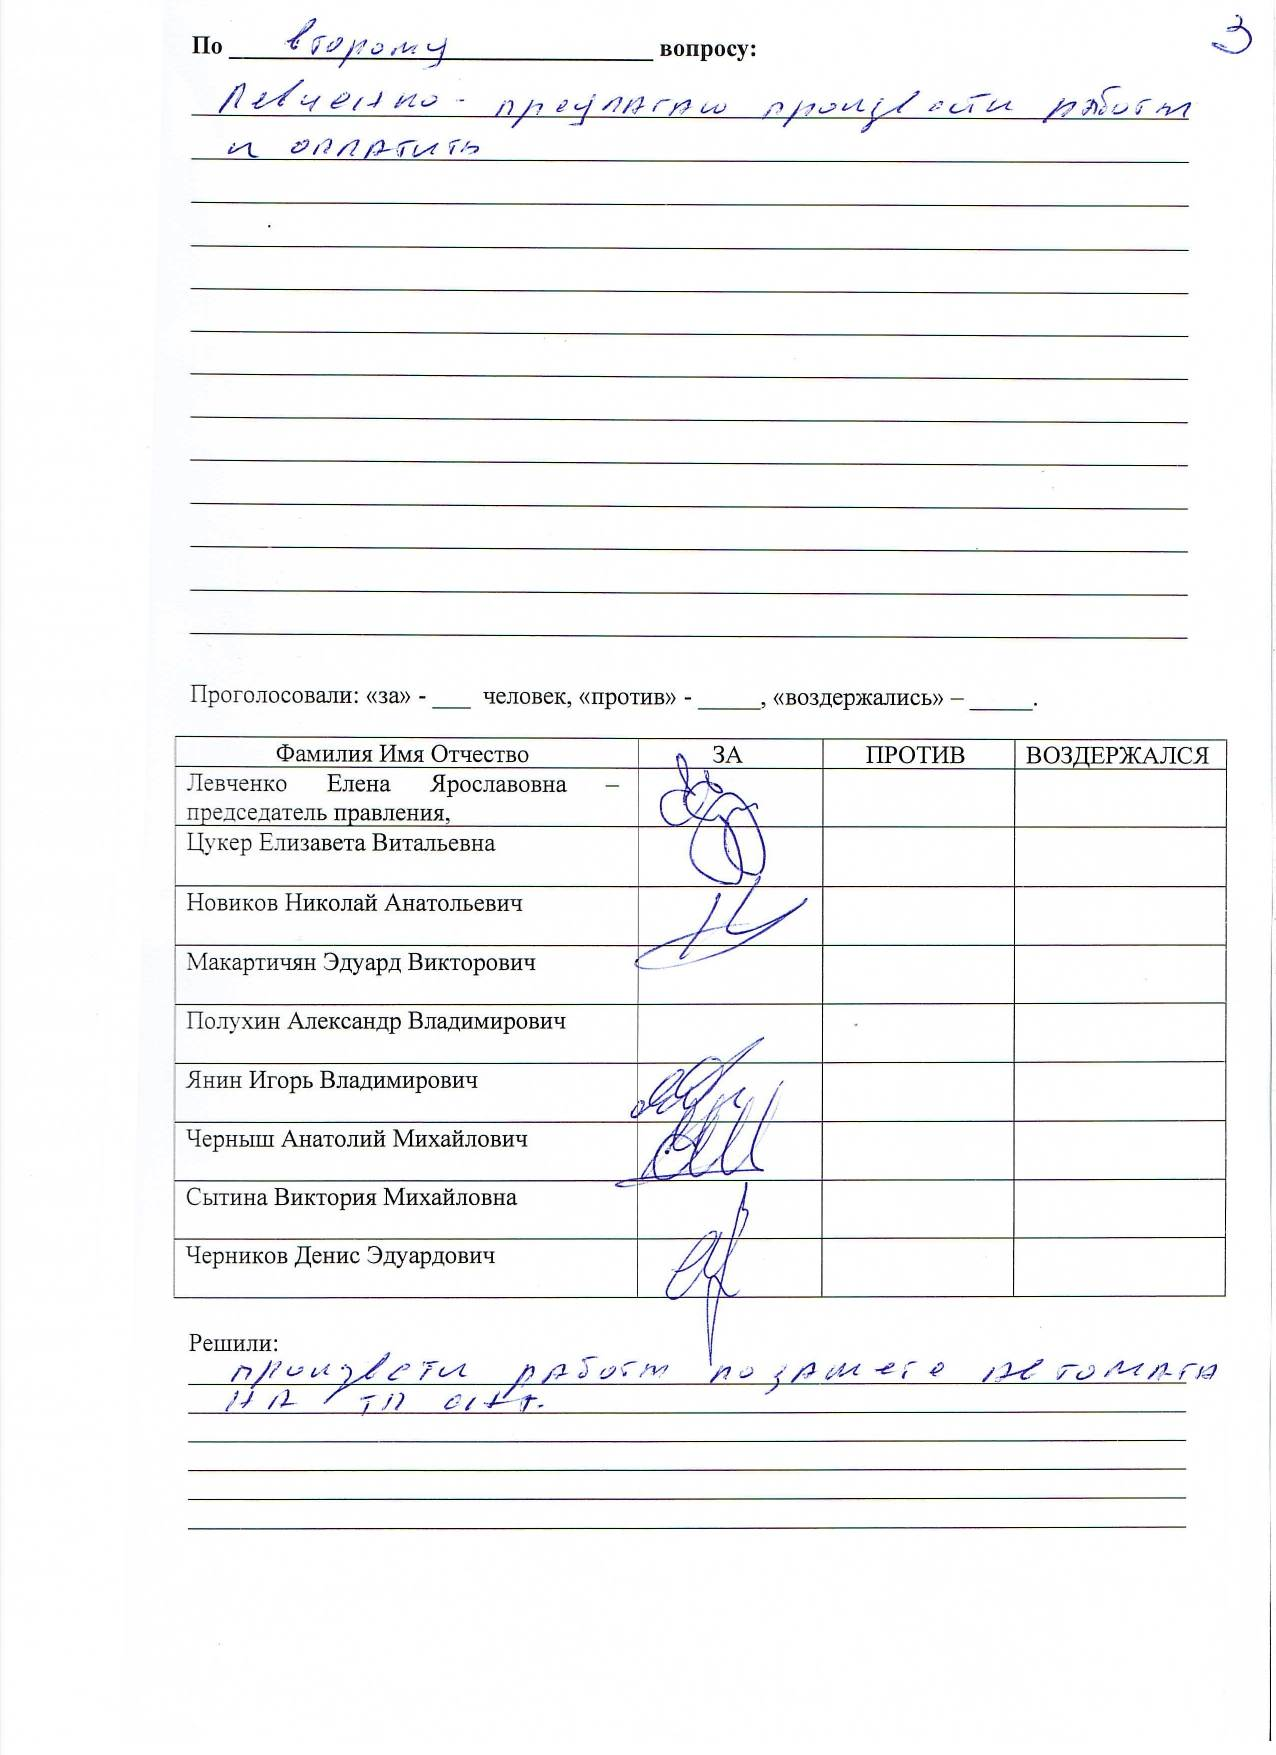 3
По второму вопросу:
Левченко - предлагаю произвести работы
и оплатить
Проголосовали: «за» - ___ человек, «против» - _____, «воздержались» – _____.
Фамилия Имя Отчество ЗА ПРОТИВ ВОЗДЕРЖАЛСЯ
Левченко Елена Ярославовна –
председатель правления,
Цукер Елизавета Витальевна
Новиков Николай Анатольевич
Макартичян Эдуард Викторович
Полухин Александр Владимирович
Янин Игорь Владимирович
Черныш Анатолий Михайлович
Сытина Виктория Михайловна
Черников Денис Эдуардович
Решили:
произвести работы по замене автомата
на ТП